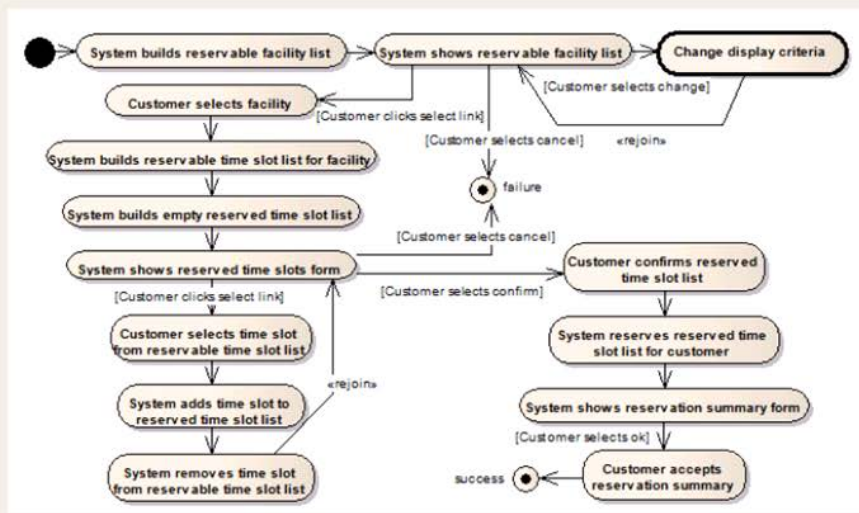 System builds reservable facility list
System shows reservable facility list
Change display criteria
[Customer selects change]
Customer selects facility
[Customer clicks select link]
[Customer selects cancel]
«rejoin»
System builds reservable time slot list for facility
failure
System builds empty reserved time slot list
[Customer selects cancel]
System shows reserved time slots form
Customer confirms reserved
time slot list
[Customer clicks select link]
[Customer selects confirm]
Customer selects time slot
from reservable time slot list
System reserves reserved time
slot list for customer
«rejoin»
System adds time slot to
reserved time slot list
System shows reservation summary form
[Customer selects ok]
System removes time slot
from reservable time slot list
success
Customer accepts
reservation summary